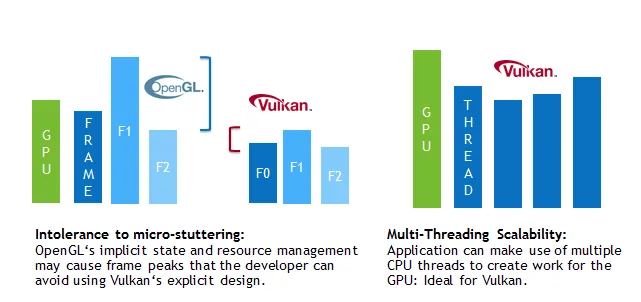 OpenGL.
Vulkan™
Vulkan™
GPU
FRAME
F1
F2
F0
F1
F2
GPU
THREAD
Intolerance to micro-stuttering:
OpenGL‘s implicit state and resource management
may cause frame peaks that the developer can
avoid using Vulkan‘s explicit design.
Multi-Threading Scalability:
Application can make use of multiple
CPU threads to create work for the
GPU: Ideal for Vulkan.